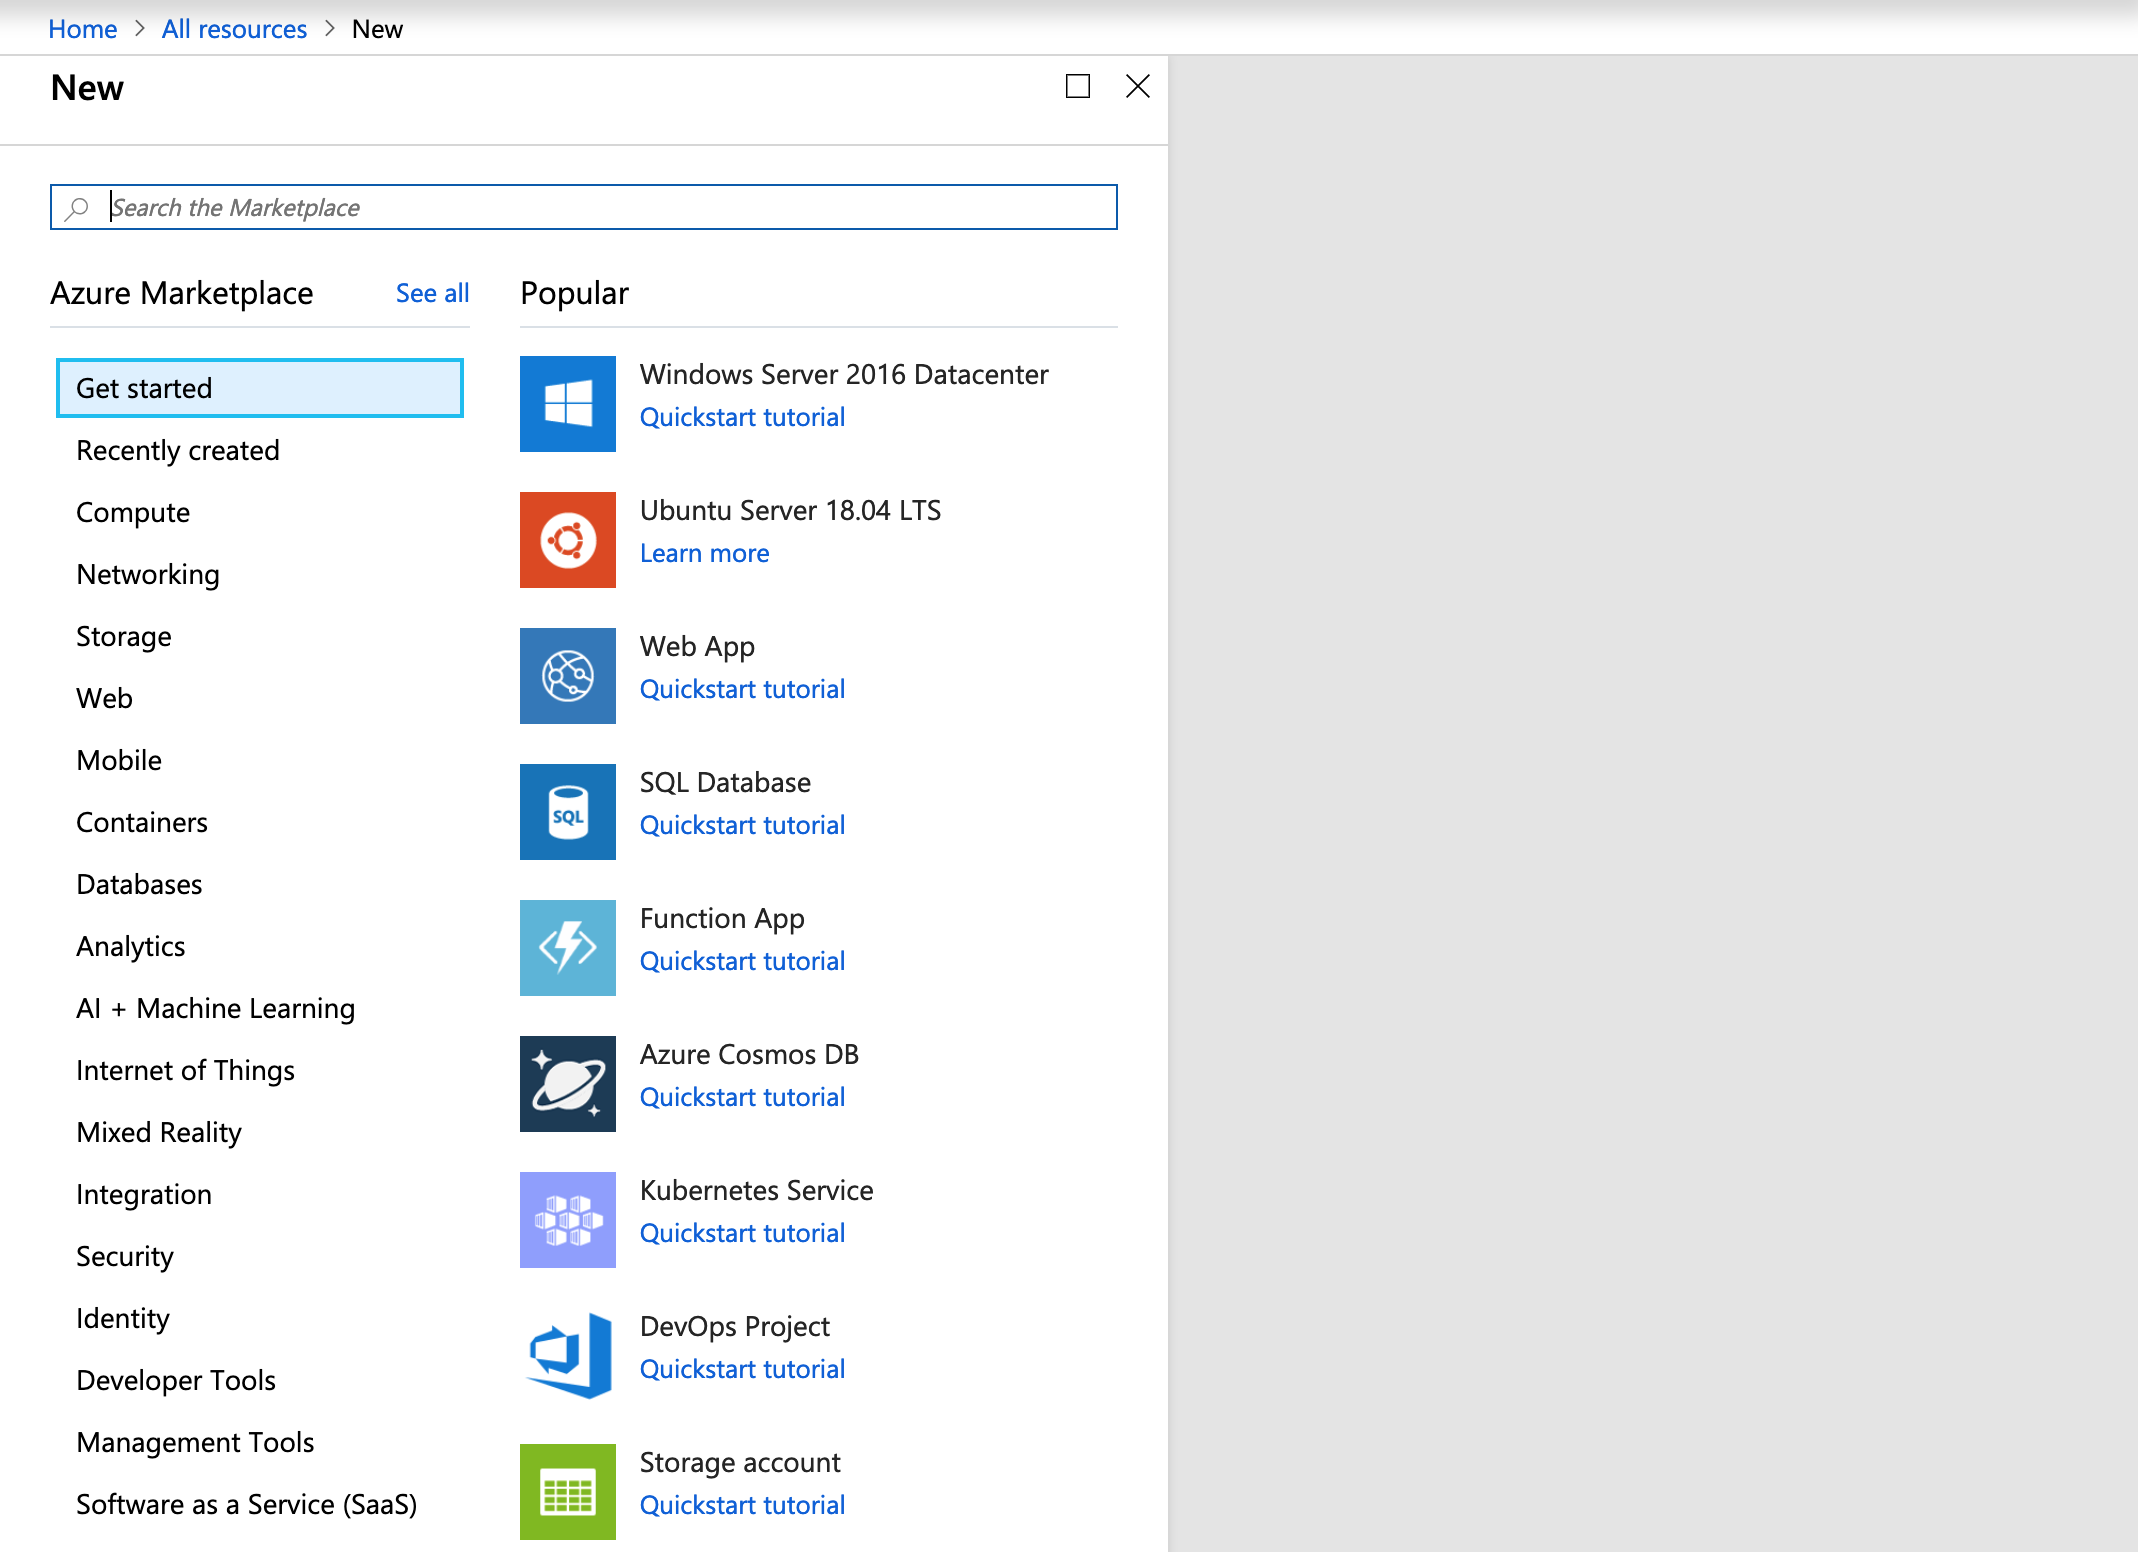 Home > All resources > New
New
Search the Marketplace
Azure Marketplace
See all
Get started
Recently created
Compute
Networking
Storage
Web
Mobile
Containers
Databases
Analytics
AI + Machine Learning
Internet of Things
Mixed Reality
Integration
Security
Identity
Developer Tools
Management Tools
Software as a Service (SaaS)
Popular
Windows Server 2016 Datacenter
Quickstart tutorial
Ubuntu Server 18.04 LTS
Learn more
Web App
Quickstart tutorial
SQL
SQL Database
Quickstart tutorial
Function App
Quickstart tutorial
Azure Cosmos DB
Quickstart tutorial
Kubernetes Service
Quickstart tutorial
DevOps Project
Quickstart tutorial
Storage account
Quickstart tutorial